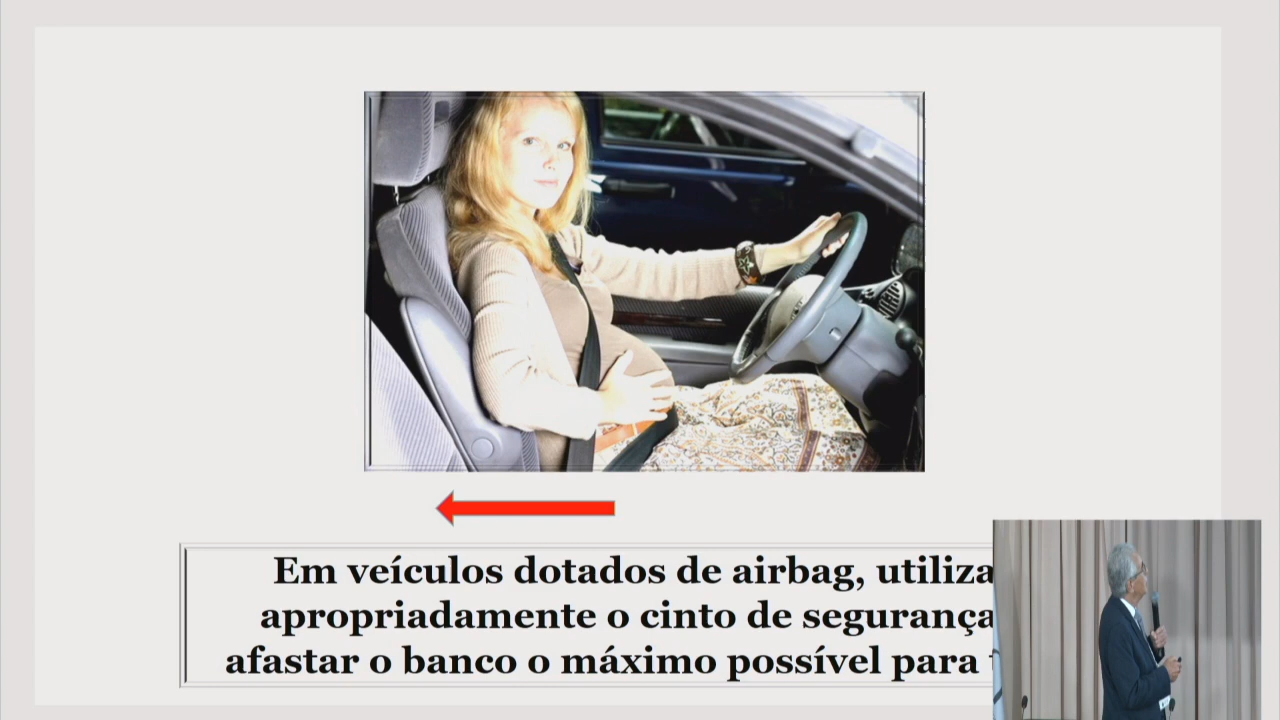 Em veículos dotados de airbag, utiliza
apropriadamente o cinto de segurança
afastar o banco o máximo possível para